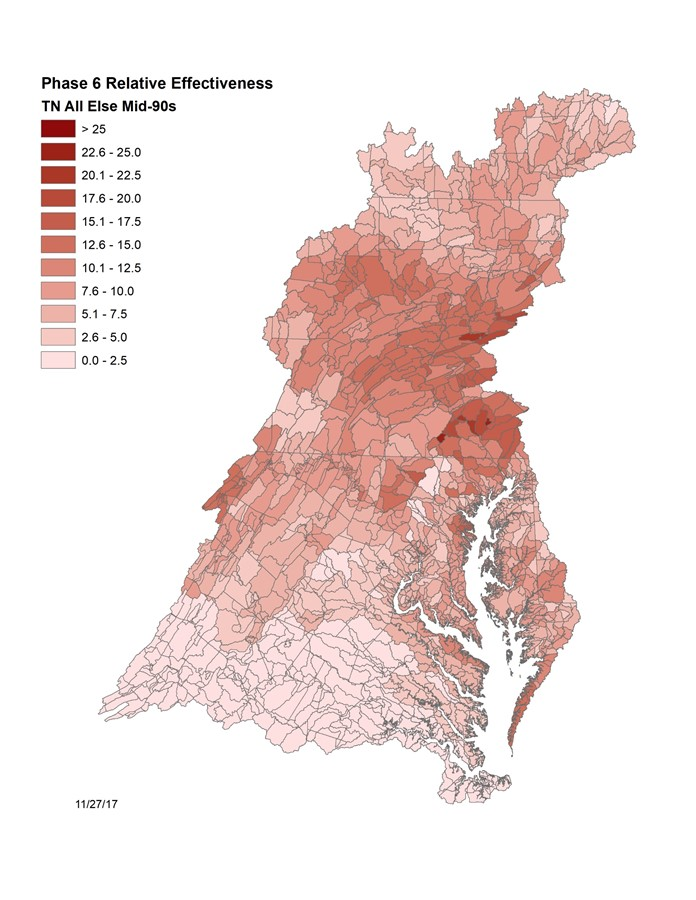 Phase 6 Relative Effectiveness
TN All Else Mid-90s
> 25
22.6 - 25.0
20.1 - 22.5
17.6 - 20.0
15.1 - 17.5
12.6 - 15.0
10.1 - 12.5
7.6 - 10.0
5.1 - 7.5
2.6 - 5.0
0.0 - 2.5
11/27/17